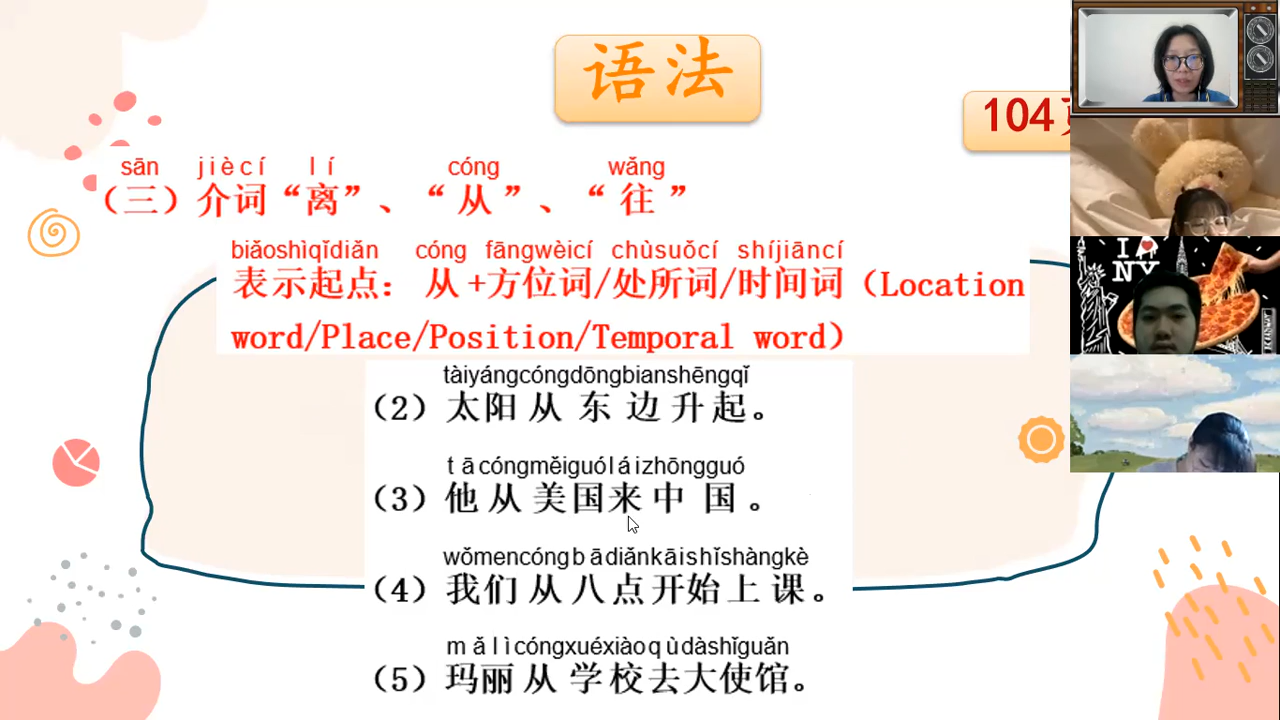 语法
104页
sān jiècí lí cóng wǎng
（三）介词“离”、“从”、“往”
biǎoshìqǐdiǎn cóng fāngwèicí chùsuǒcí shíjiāncí
表示起点：从+方位词/处所词/时间词（Location
word/Place/Position/Temporal word）
tàiyángcóngdōngbianshēngqǐ
（2）太阳从东边升起。
tācóngměiguóláizhōngguó
（3）他从美国来中国。
wǒmencóngbādiǎnkāishǐshàngkè
（4）我们从八点开始上课。
mǎlìcóngxuéxiàoqùdàshǐguǎn
（5）玛丽从学校去大使馆。
I
NY